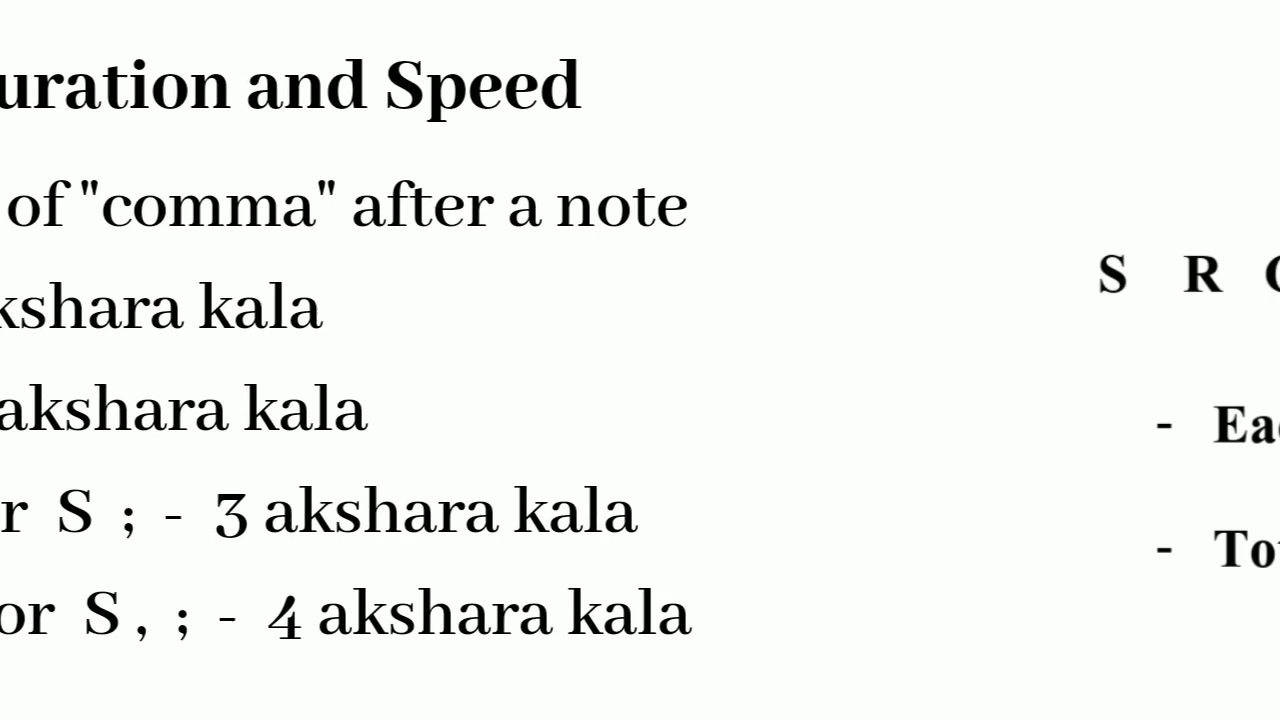 uration and Speed
of "comma" after a note
kshara kala
akshara kala
r S ; - 3 akshara kala
or S , ; - 4 akshara kala
S R
- Ea
- To